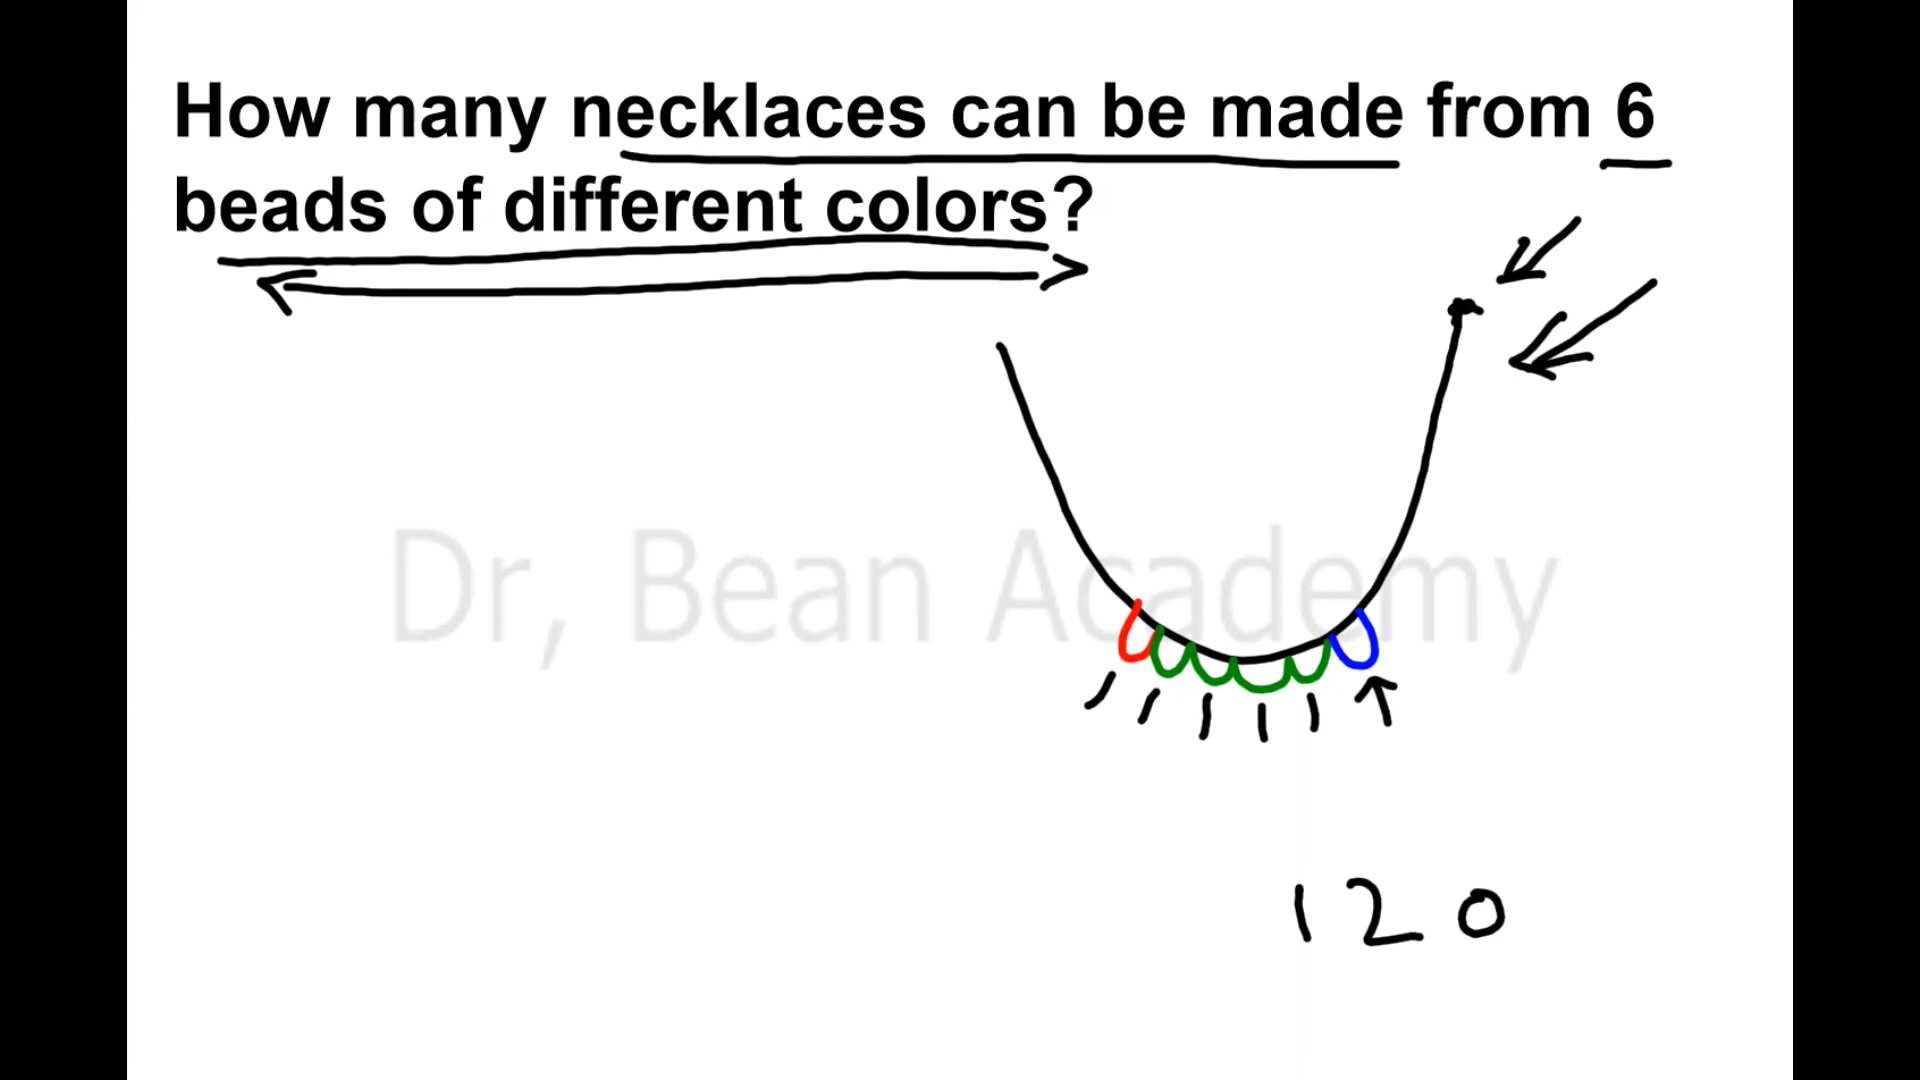 How many necklaces can be made from 6
beads of different colors?
Dr, Bean Academy
120